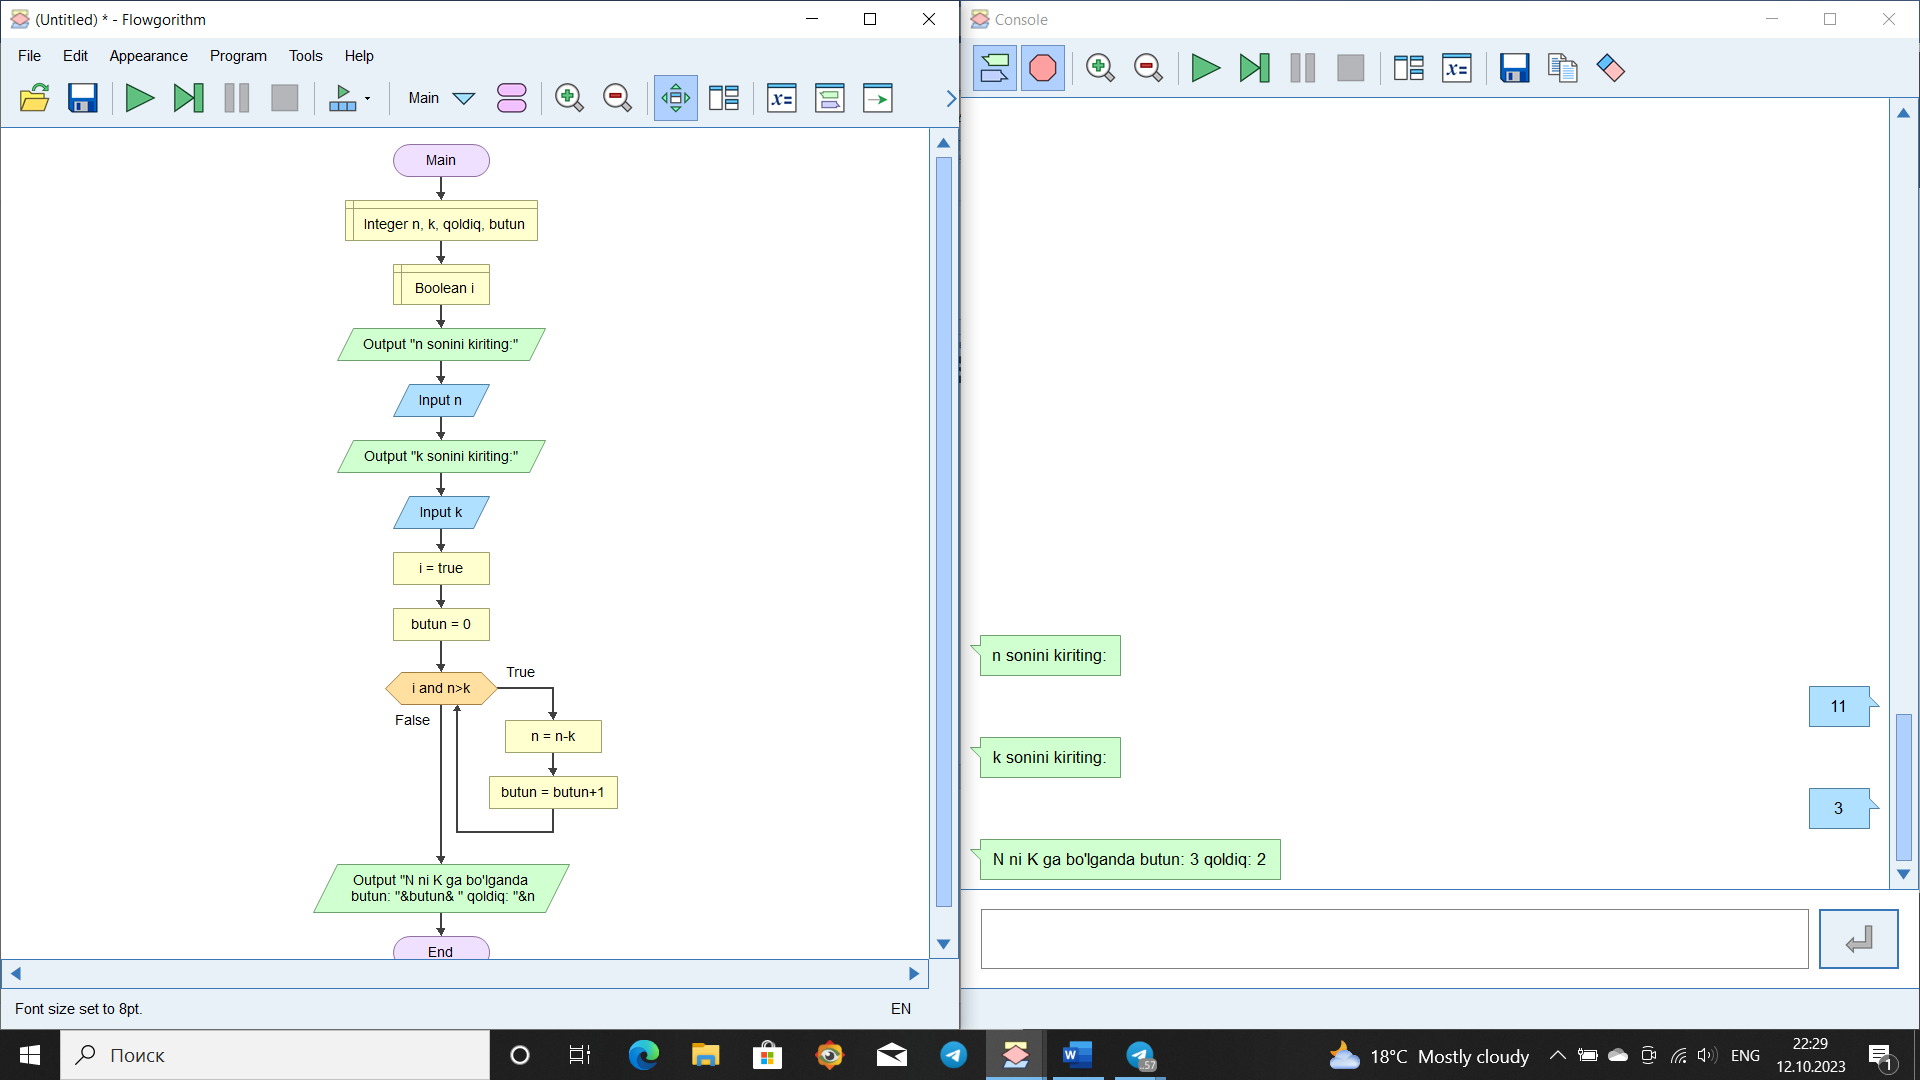 (Untitled) * - Flowgorithm
File Edit Appearance Program Tools Help
Main
Main
Integer n, k, qoldiq, butun
Boolean i
Output "n sonini kiriting:"
Input n
Output "k sonini kiriting:"
Input k
i = true
butun = 0
i and n>k
True
False
n = n-k
butun = butun+1
Output "N ni K ga bo'lganda
butun: "&butun& " qoldiq: "&n
End
Font size set to 8pt.
EN
Console
x=
x=
n sonini kiriting:
11
k sonini kiriting:
3
N ni K ga bo'lganda butun: 3 qoldiq: 2
Поиск
W
57
18°C Mostly cloudy
ENG
22:29
12.10.2023
1